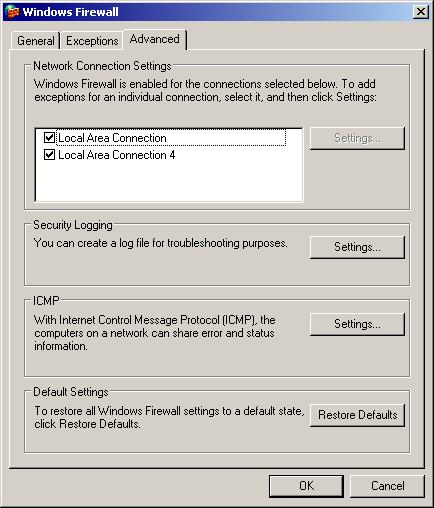 Windows Firewall
General Exceptions Advanced
Network Connection Settings
Windows Firewall is enabled for the connections selected below. To add
exceptions for an individual connection, select it, and then click Settings:
Local Area Connection
Settings...
Local Area Connection 4
Security Logging
You can create a log file for troubleshooting purposes.
Settings...
ICMP
With Internet Control Message Protocol (ICMP), the
computers on a network can share error and status
information.
Settings...
Default Settings
To restore all Windows Firewall settings to a default state,
click Restore Defaults.
Restore Defaults
OK Cancel